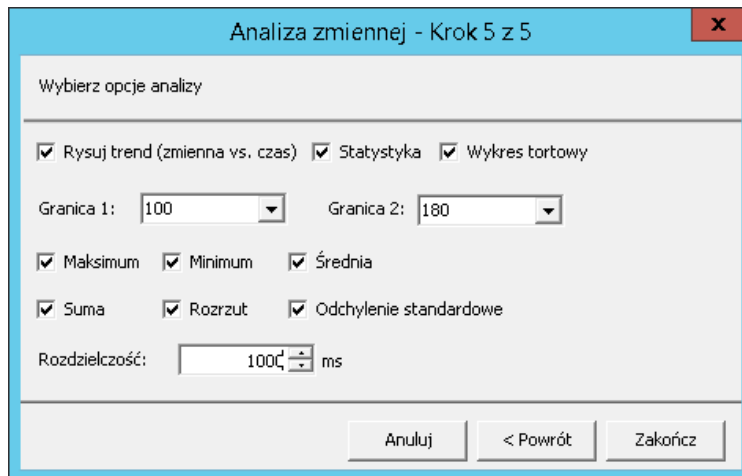 Analiza zmiennej - Krok 5 z 5
x
Wybierz opcje analizy
Rysuj trend (zmienna vs. czas) Statystyka Wykres tortowy
Granica 1: 100 Granica 2: 180
Maksimum Minimum Średnia
Suma Rozrzut Odchylenie standardowe
Rozdzielczość: 1000 ms
Anuluj < Powrót Zakończ